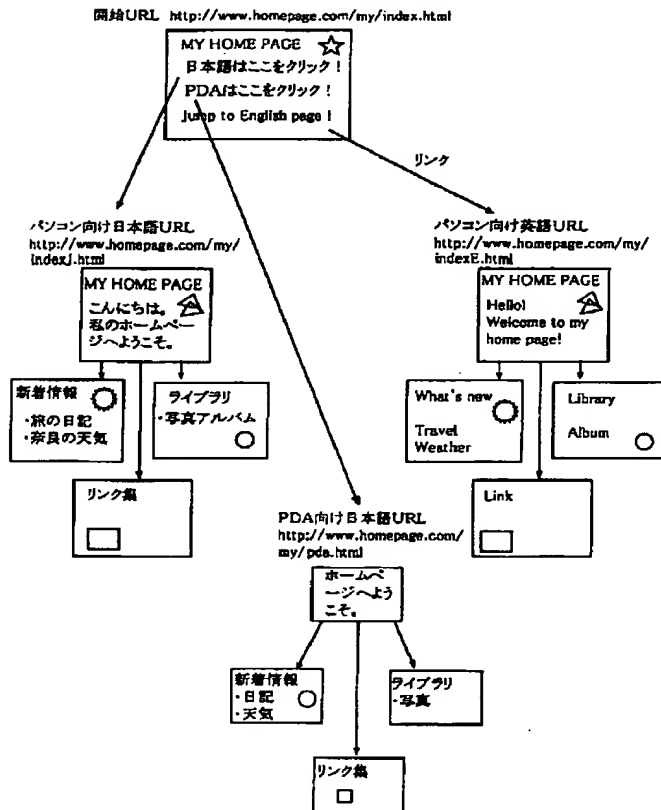 開始URL http://www.homepage.com/my/index.html
MY HOME PAGE
日本語はここをクリック！
PDAはここをクリック！
Jump to English page !
リンク
パソコン向け日本語URL
http://www.homepage.com/my/
indexJ.html
MY HOME PAGE
こんにちは。
私のホームペー
ジへようこそ。
新着情報
・旅の日記
・奈良の天気
ライブラリ
・写真アルバム
リンク集
パソコン向け英語URL
http://www.homepage.com/my/
indexE.html
MY HOME PAGE
Hello!
Welcome to my
home page!
What's new
Travel
Weather
Library
Album
Link
PDA向け日本語URL
http://www.homepage.com/
my/pda.html
ホームペ
ージへよう
こそ。
新着情報
・日記
・天気
ライブラリ
・写真
リンク集